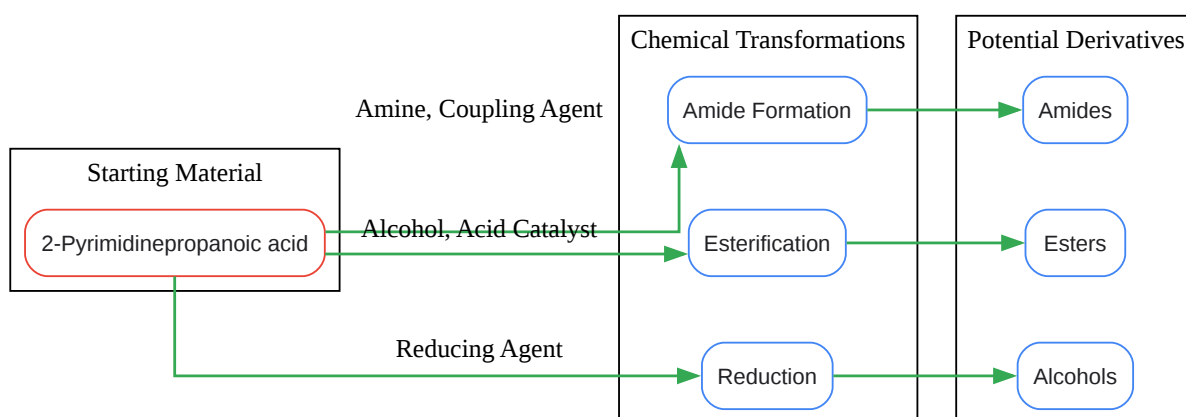 Chemical Transformations
Potential Derivatives
Amine, Coupling Agent
Amide Formation
Amides
Starting Material
2-Pyrimidinepropanoic acid
Alcohol, Acid Catalyst
Esterification
Esters
Reducing Agent
Reduction
Alcohols